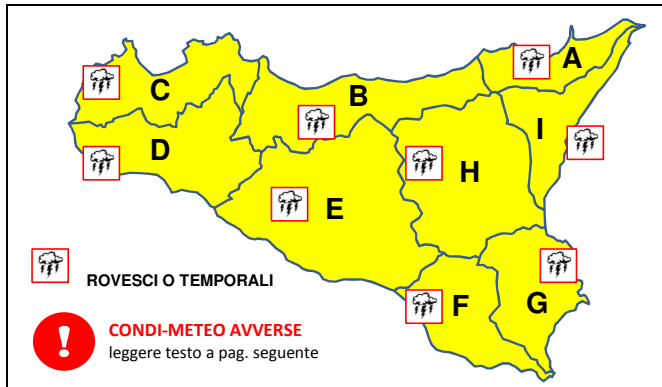 A
C
B
I
D
H
E
F
G
ROVESCI O TEMPORALI
!
CONDI-METEO AVVERSE
leggere testo a pag. seguente